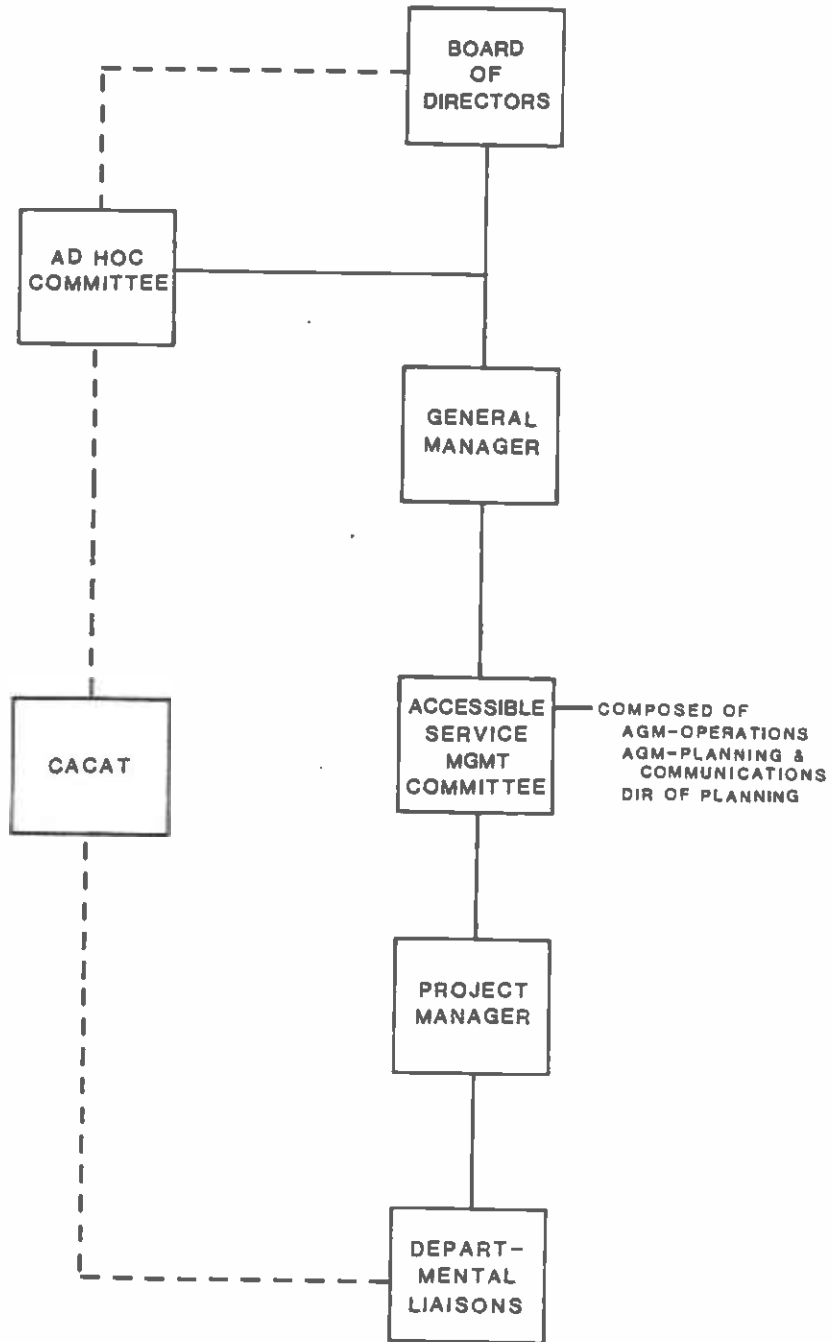 BOARD
OF
DIRECTORS
AD HOC
COMMITTEE
GENERAL
MANAGER
CACAT
ACCESSIBLE
SERVICE
MGMT
COMMITTEE
COMPOSED OF
AGM-OPERATIONS
AGM-PLANNING &
COMMUNICATIONS
DIR OF PLANNING
PROJECT
MANAGER
DEPART-
MENTAL
LIAISONS